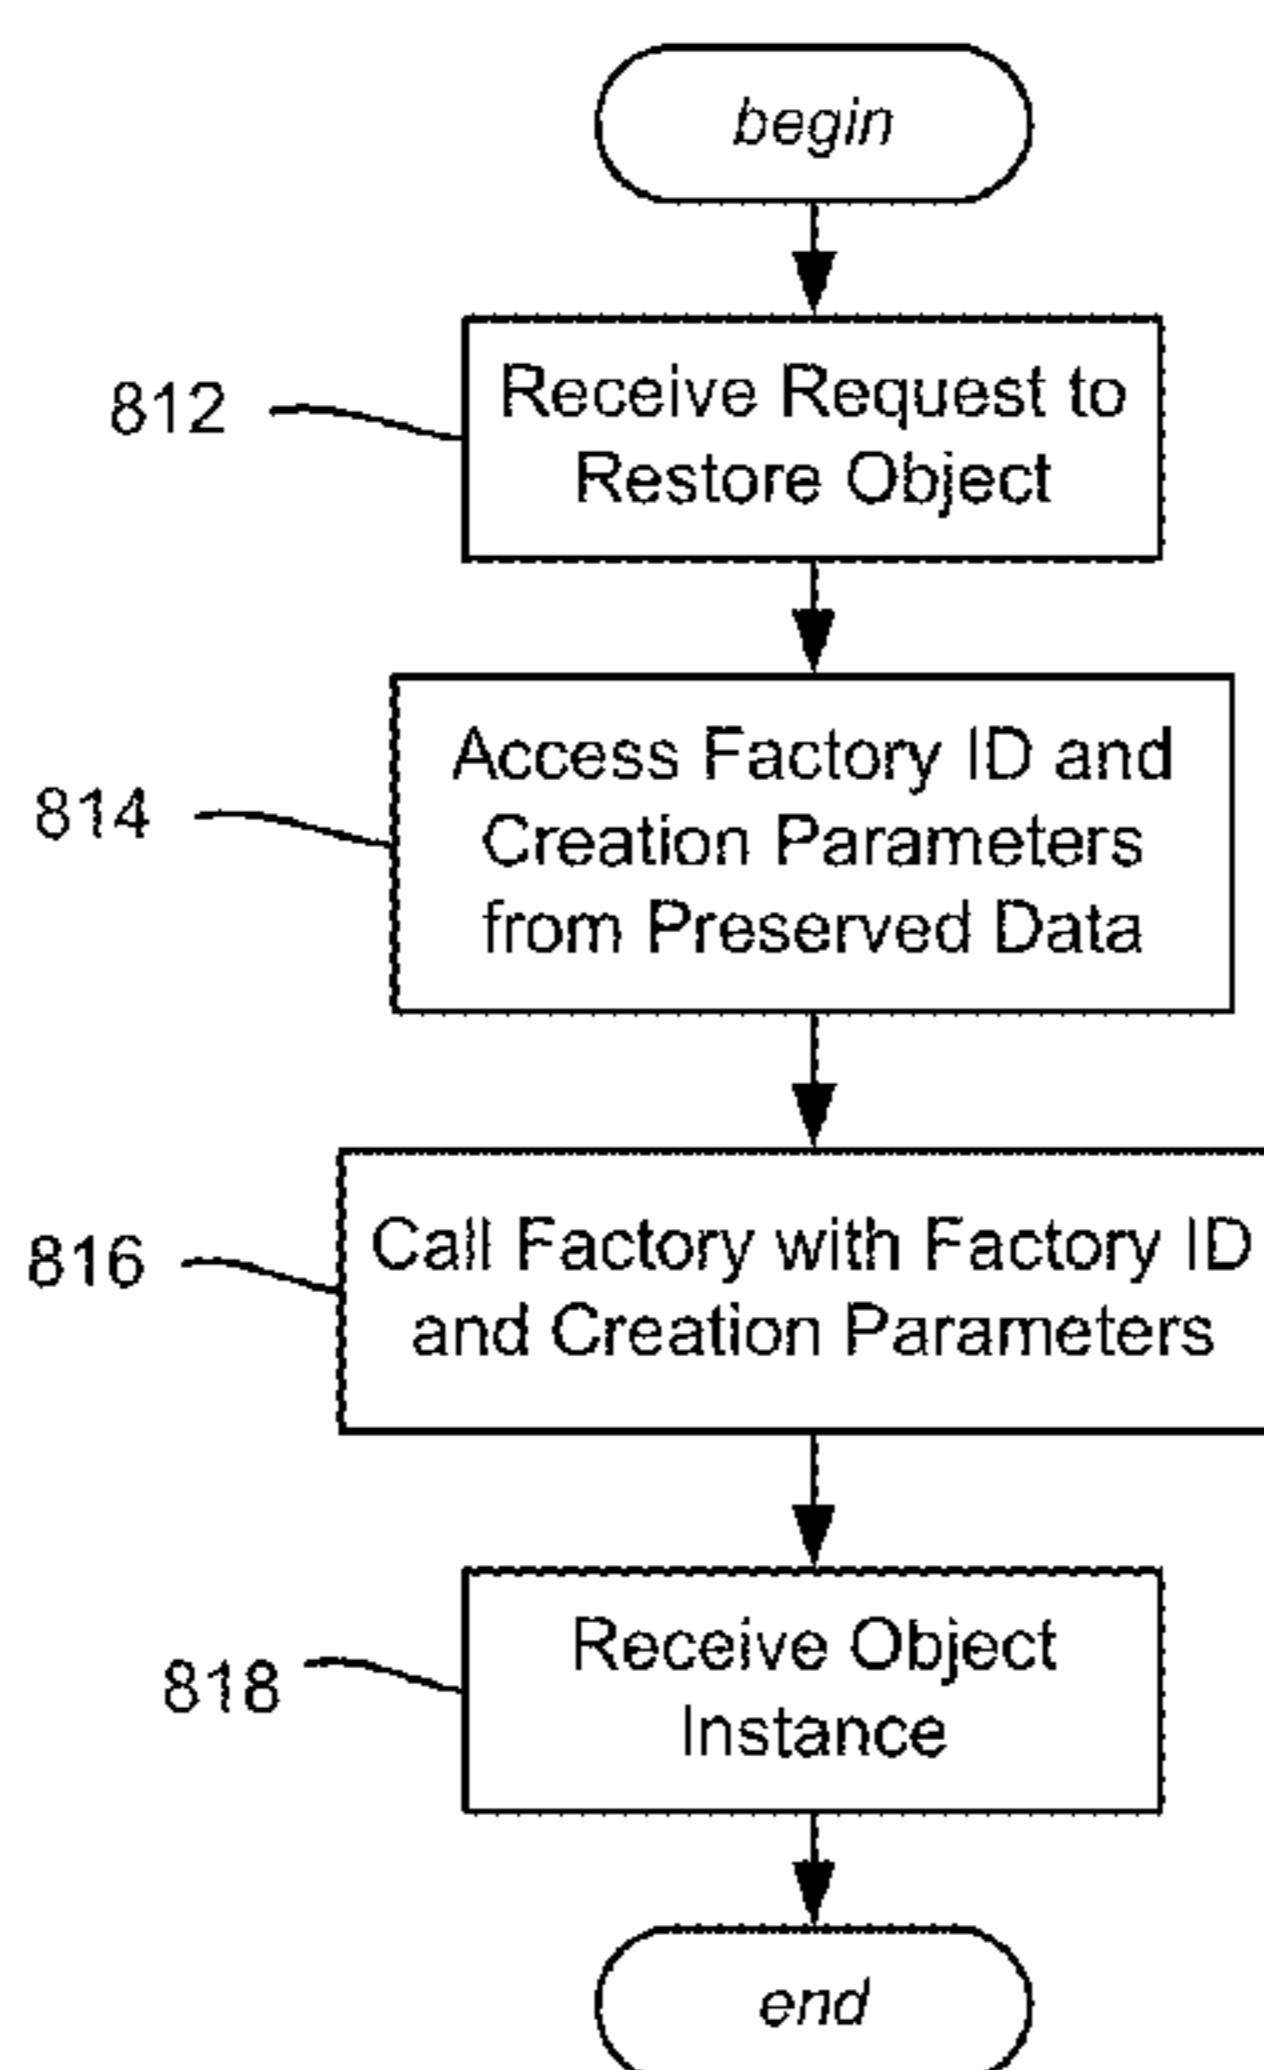 begin
812
Receive Request to
Restore Object
814
Access Factory ID and
Creation Parameters
from Preserved Data
816
Call Factory with Factory ID
and Creation Parameters
818
Receive Object
Instance
end